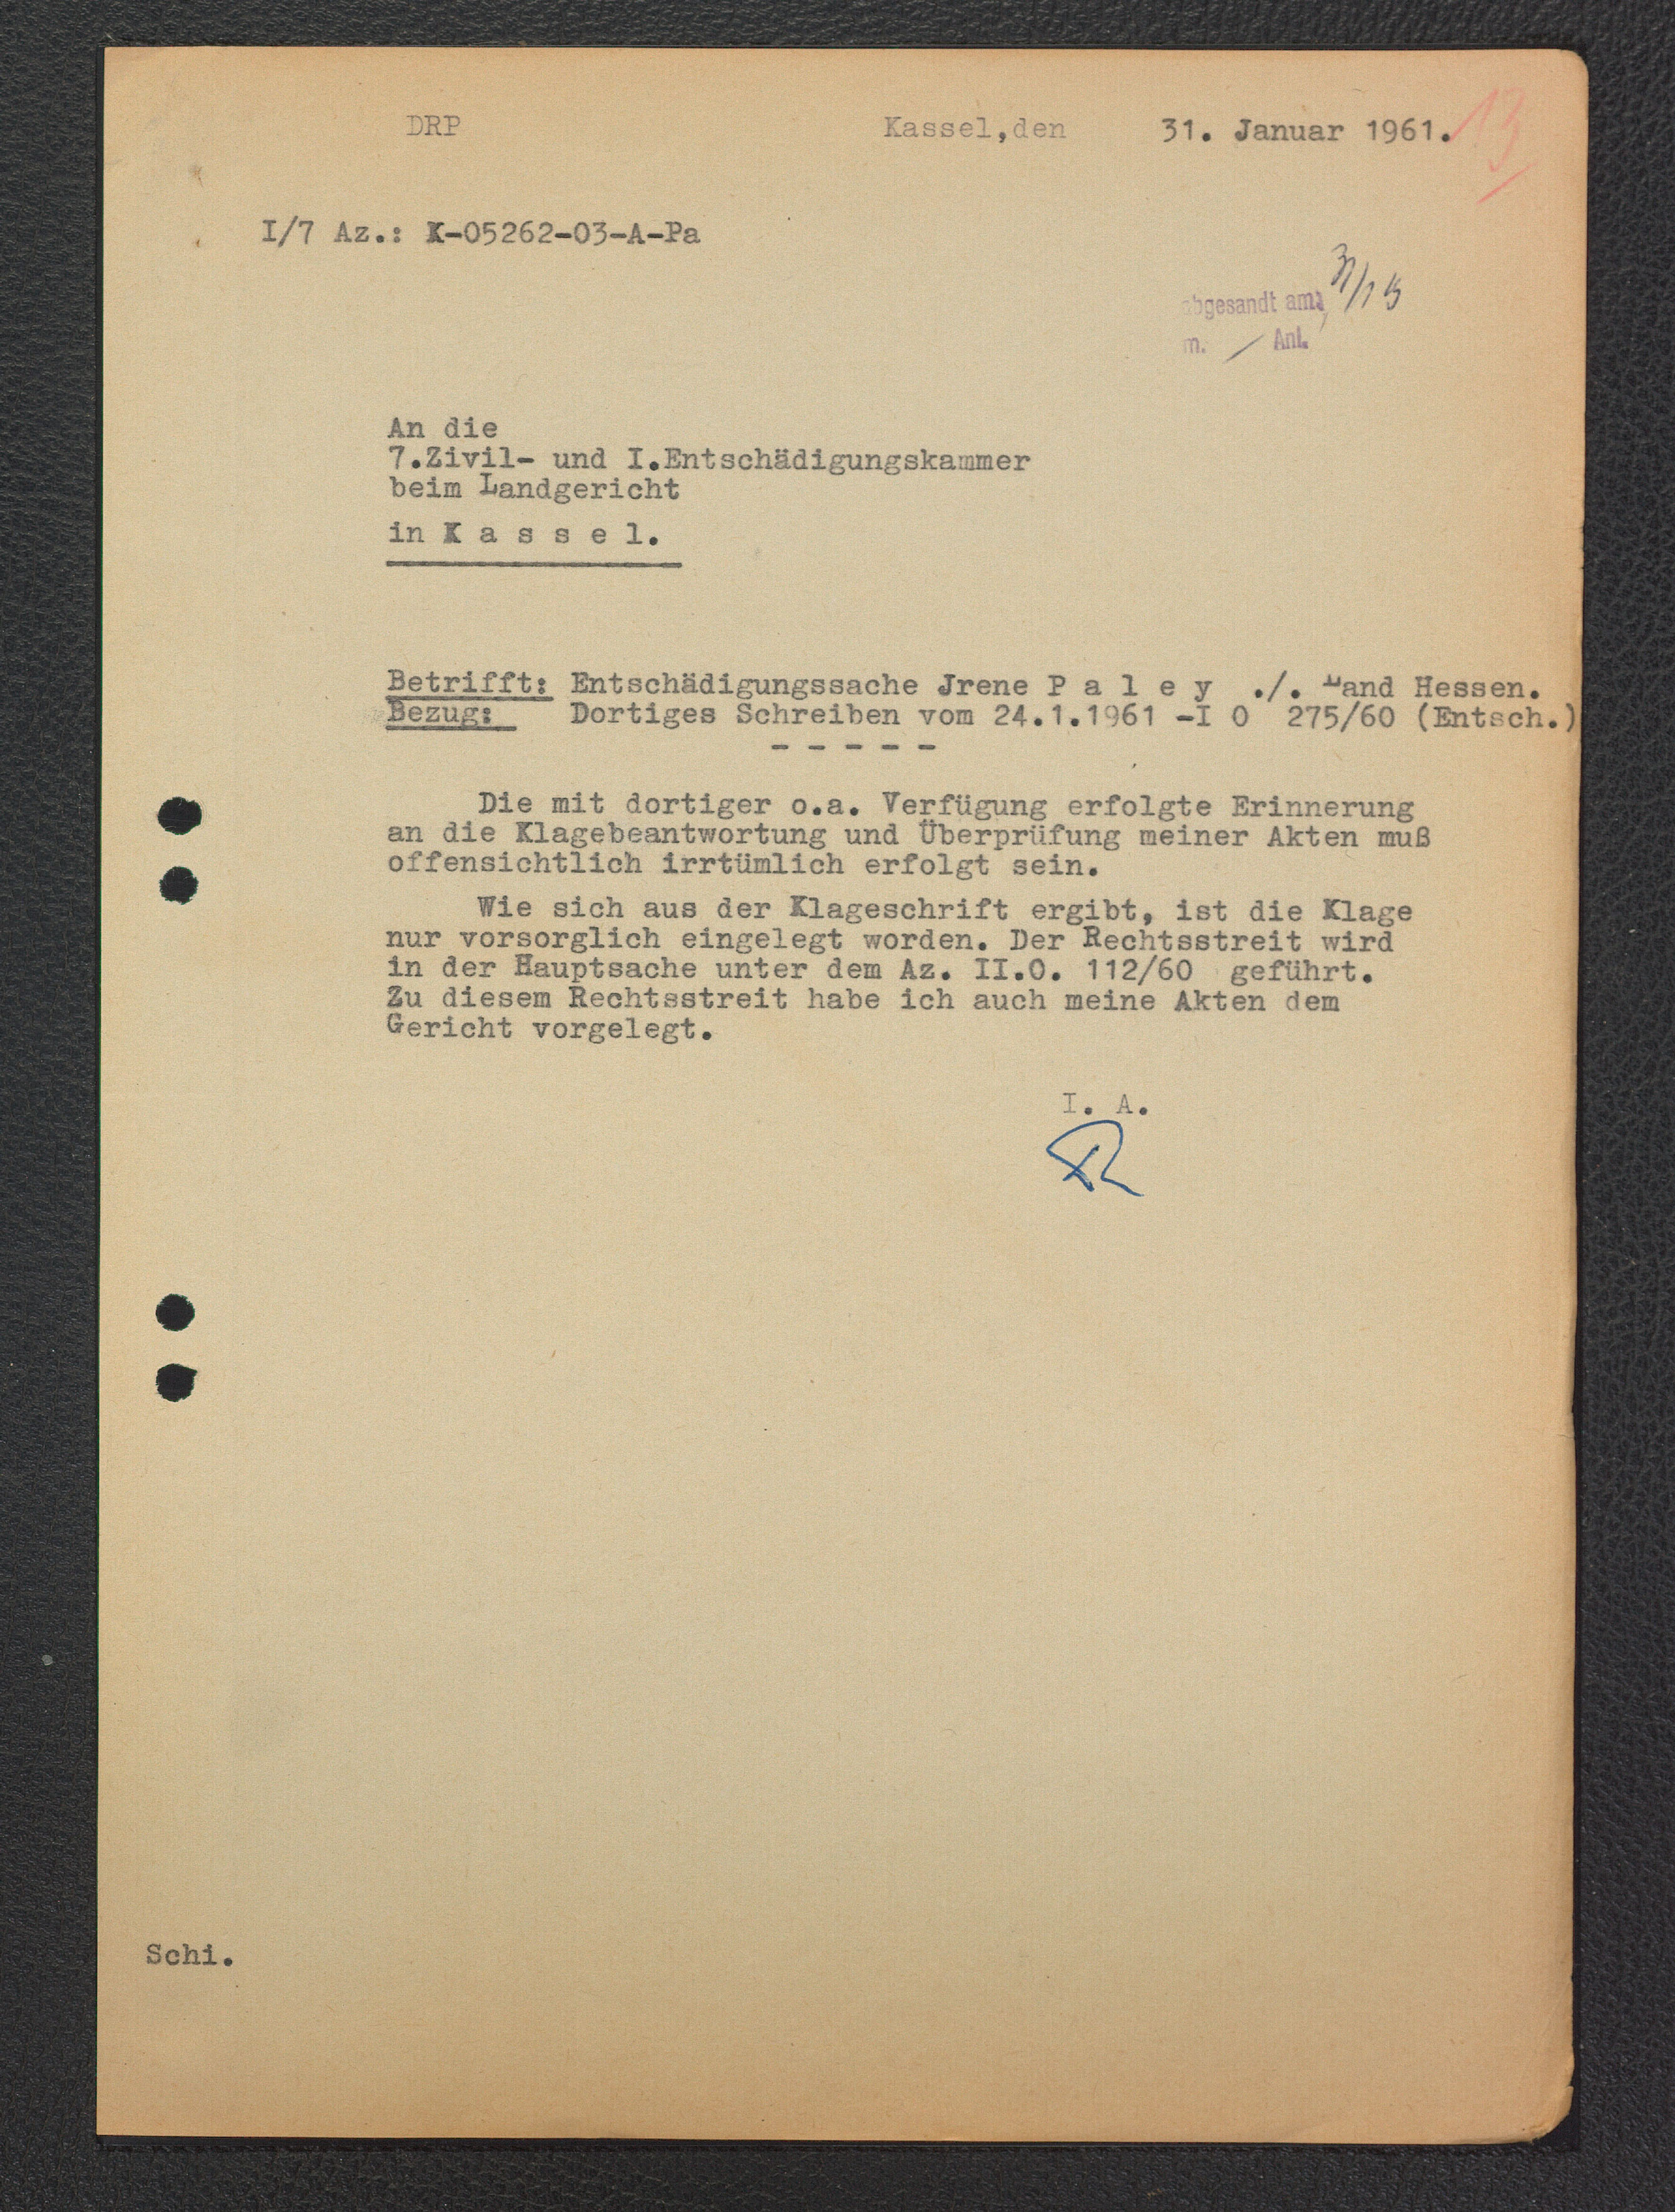 DRP Kassel,den 31. Januar 1961.
13
I/7 Az.: K-05262-03-A-Pa
abgesandt am
m. / Anl.
An die
7.Zivil- und I.Entschädigungskammer
beim Landgericht
in K a s s e l.
Betrifft: Entschädigungssache Jrene P a l e y ./. Land Hessen.
Bezug: Dortiges Schreiben vom 24.1.1961 -I O 275/60 (Entsch.)
- - - - -
Die mit dortiger o.a. Verfügung erfolgte Erinnerung
an die Klagebeantwortung und Überprüfung meiner Akten muß
offensichtlich irrtümlich erfolgt sein.
Wie sich aus der Klageschrift ergibt, ist die Klage
nur vorsorglich eingelegt worden. Der Rechtsstreit wird
in der Hauptsache unter dem Az. II.O. 112/60 geführt.
Zu diesem Rechtsstreit habe ich auch meine Akten dem
Gericht vorgelegt.
I. A.
Schi.